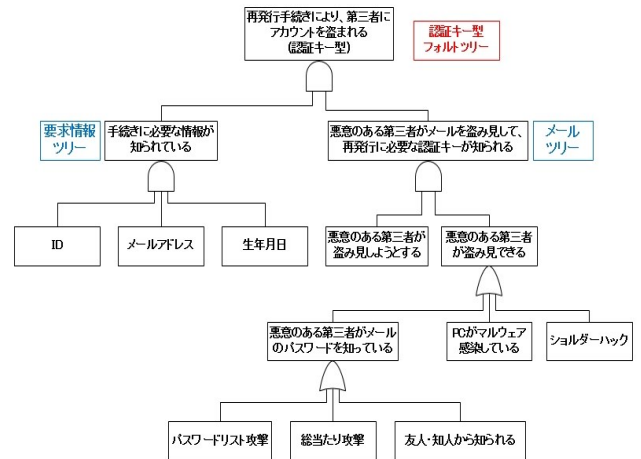 再発行手続きにより、第三者に
アカウントを盗まれる
(認証キー型)
認証キー型
フォルトツリー
要求情報
ツリー
手続きに必要な情報が
知られている
悪意のある第三者がメールを盗み見して、
再発行に必要な認証キーが知られる
メール
ツリー
ID
メールアドレス
生年月日
悪意のある第三者が
盗み見しようとする
悪意のある第三者
が盗み見できる
悪意のある第三者がメール
のパスワードを知っている
PCがマルウェア
感染している
ショルダーハック
パスワードリスト攻撃
総当たり攻撃
友人・知人から知られる